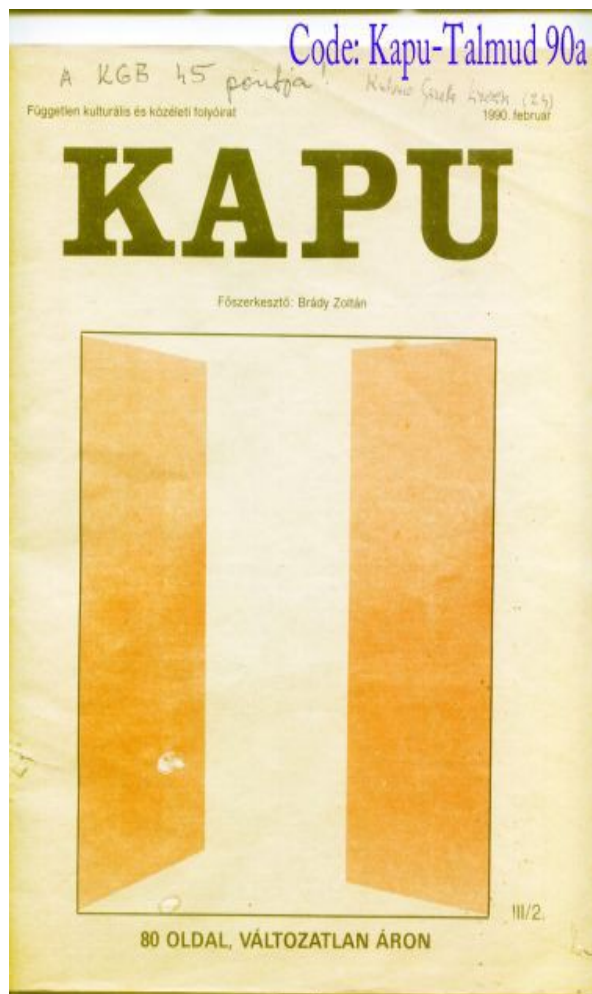 Code: Kapu-Talmud 90a
A KGB 45 pontja!
Független kulturális és közéleti folyóirat
1990. február
KAPU
Főszerkesztő: Brády Zoltán
III/2.
80 OLDAL, VÁLTOZATLAN ÁRON